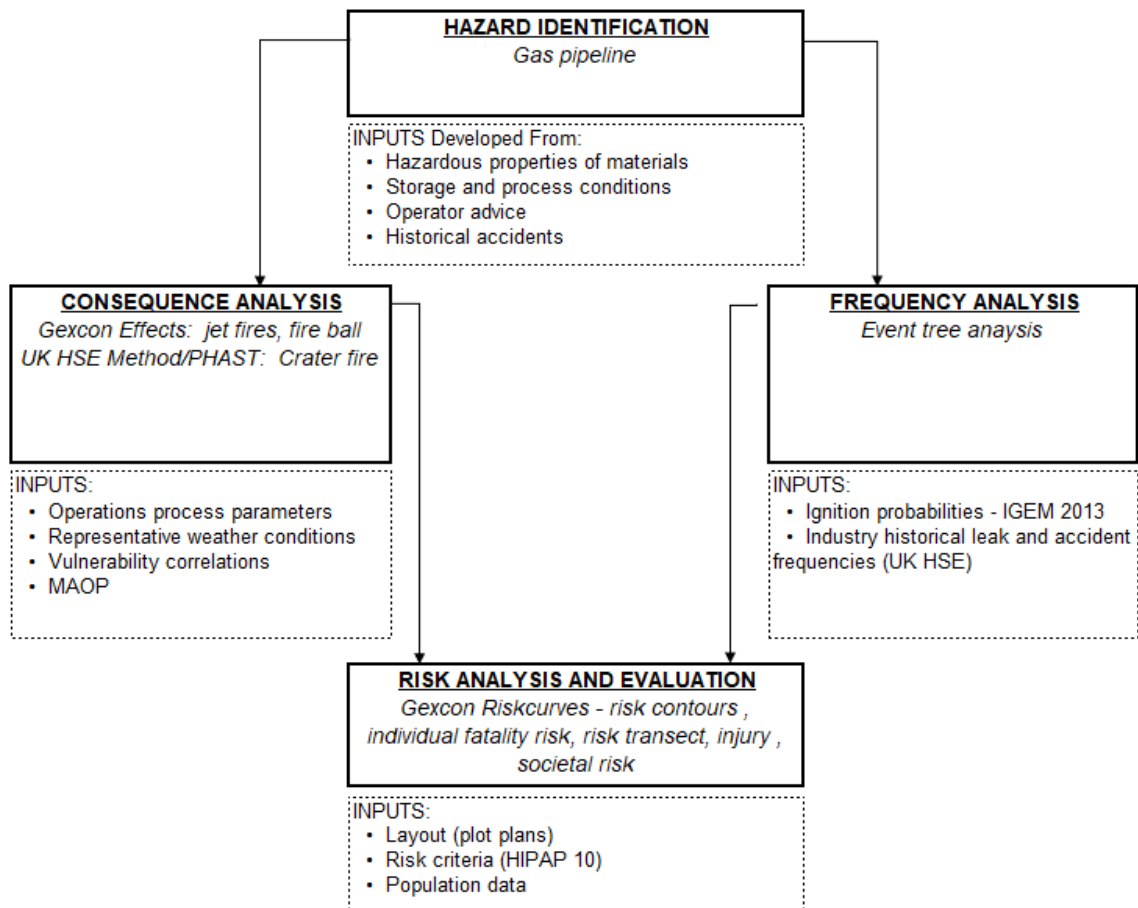 HAZARD IDENTIFICATION
Gas pipeline
INPUTS Developed From:
• Hazardous properties of materials
• Storage and process conditions
• Operator advice
• Historical accidents
CONSEQUENCE ANALYSIS
Gexcon Effects: jet fires, fire ball
UK HSE Method/PHAST: Crater fire
INPUTS:
• Operations process parameters
• Representative weather conditions
• Vulnerability correlations
• MAOP
FREQUENCY ANALYSIS
Event tree anaysis
INPUTS:
• Ignition probabilities - IGEM 2013
• Industry historical leak and accident
frequencies (UK HSE)
RISK ANALYSIS AND EVALUATION
Gexcon Riskcurves - risk contours ,
individual fatality risk, risk transect, injury ,
societal risk
INPUTS:
• Layout (plot plans)
• Risk criteria (HIPAP 10)
• Population data